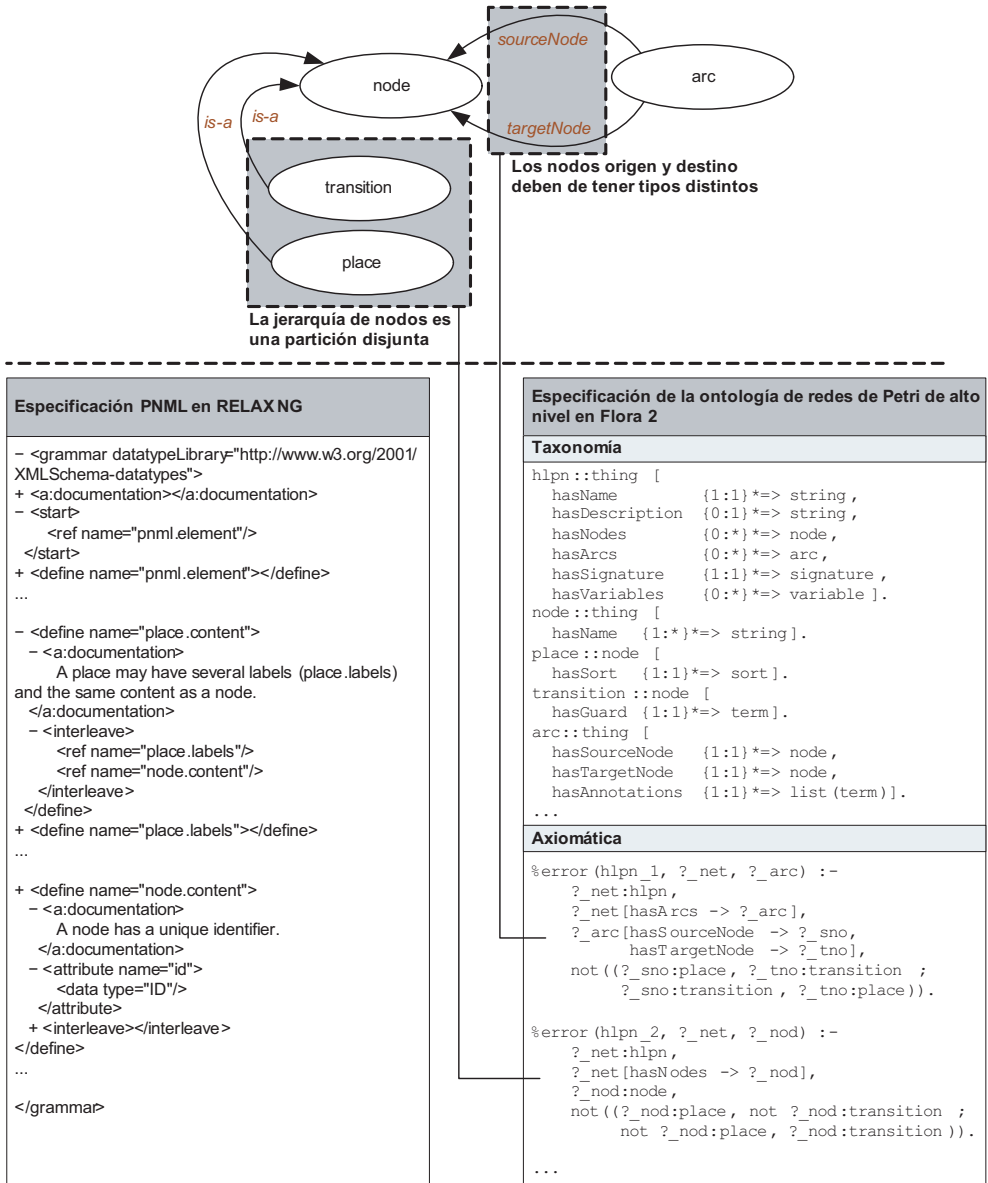 sourceNode
node
arc
is-a
is-a
targetNode
Los nodos origen y destino
deben de tener tipos distintos
transition
place
La jerarquía de nodos es
una partición disjunta
Especificación PNML en RELAX NG
− <grammar datatypeLibrary="http://www.w3.org/2001/
XMLSchema-datatypes">
+ <a:documentation></a:documentation>
− <start>
<ref name="pnml.element"/>
</start>
+ <define name="pnml.element"></define>
...
− <define name="place.content">
− <a:documentation>
A place may have several labels (place.labels)
and the same content as a node.
</a:documentation>
− <interleave>
<ref name="place.labels"/>
<ref name="node.content"/>
</interleave>
</define>
+ <define name="place.labels"></define>
...
+ <define name="node.content">
− <a:documentation>
A node has a unique identifier.
</a:documentation>
− <attribute name="id">
<data type="ID"/>
</attribute>
+ <interleave></interleave>
</define>
...
</grammar>
Especificación de la ontología de redes de Petri de alto
nivel en Flora 2
Taxonomía
hlpn::thing [
hasName {1:1}*=> string,
hasDescription {0:1}*=> string,
hasNodes {0:*}*=> node,
hasArcs {0:*}*=> arc,
hasSignature {1:1}*=> signature,
hasVariables {0:*}*=> variable ].
node::thing [
hasName {1:*}*=> string].
place::node [
hasSort {1:1}*=> sort].
transition::node [
hasGuard {1:1}*=> term].
arc::thing [
hasSourceNode {1:1}*=> node,
hasTargetNode {1:1}*=> node,
hasAnnotations {1:1}*=> list(term)].
...
Axiomática
%error(hlpn_1, ?_net, ?_arc) :-
?_net:hlpn,
?_net[hasArcs -> ?_arc],
?_arc[hasSourceNode -> ?_sno,
hasTargetNode -> ?_tno],
not((?_sno:place, ?_tno:transition ;
?_sno:transition, ?_tno:place)).
%error(hlpn_2, ?_net, ?_nod) :-
?_net:hlpn,
?_net[hasNodes -> ?_nod],
?_nod:node,
not((?_nod:place, not ?_nod:transition ;
not ?_nod:place, ?_nod:transition)).
...